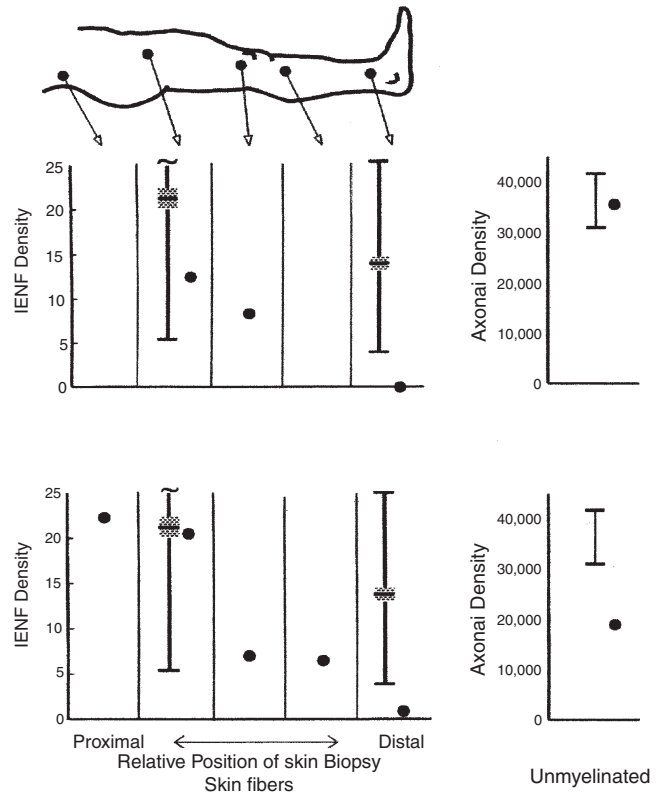 25
20
15
10
5
0
IENF Density
40,000
30,000
20,000
10,000
0
Axonai Density
25
20
15
10
5
0
IENF Density
40,000
30,000
20,000
10,000
0
Axonai Density
Proximal
Distal
Relative Position of skin Biopsy
Skin fibers
Unmyelinated